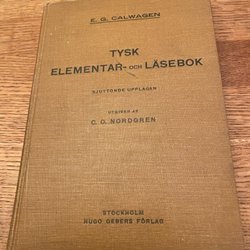 E. G. CALWAGEN
TYSK
ELEMENTAR- OCH LÄSEBOK
SJUTTONDE UPPLAGAN
UTGIVEN AV
C. G. NORDGREN
STOCKHOLM
HUGO GEBERS FÖRLAG